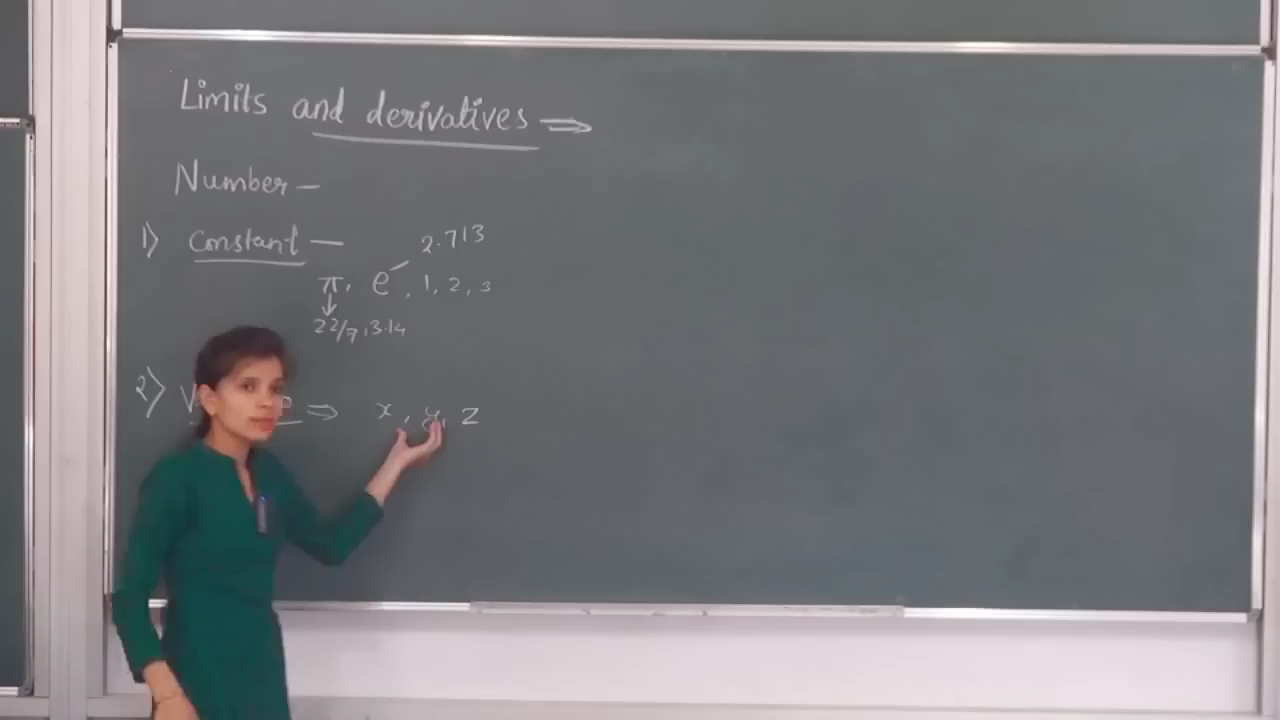 Limits and derivatives ⇒
Number –
1) Constant –
2.713
π, e, 1, 2, 3
22/7, 3.14
2) ⇒ x, y, z